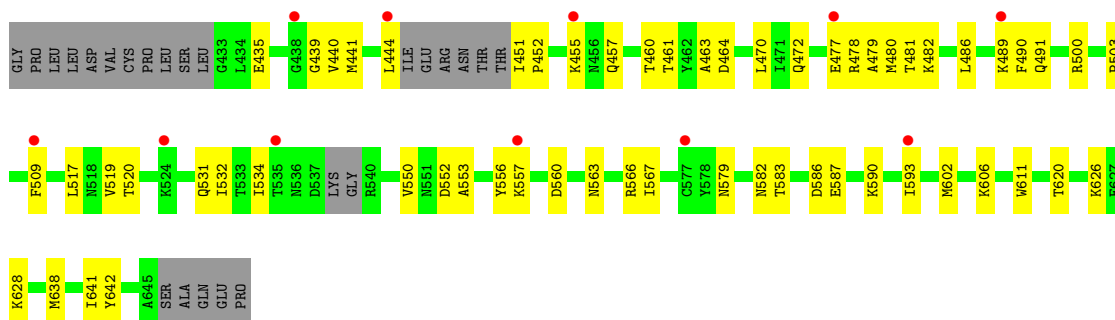 GLY PRO LEU LEU ASP VAL CYS PRO LEU SER LEU G433 L434 E435 G438 G439 V440 M441 L444 ILE GLU ARG ASN THR THR I451 P452 K455 N456 Q457 T460 T461 Y462 A463 D464 L470 I471 Q472 E477 R478 A479 M480 T481 K482 L486 K489 F490 Q491 R500
F509 L517 N518 V519 T520 K524 Q531 I532 T533 I534 T535 N536 D537 LYS GLY R540 V550 N551 D552 A553 Y556 K557 D560 N563 R566 I567 C577 Y578 N579 N582 T583 D586 E587 K590 I593 M602 K606 W611 T620 K626
K628 M638 I641 Y642 A645 SER ALA GLN GLU PRO